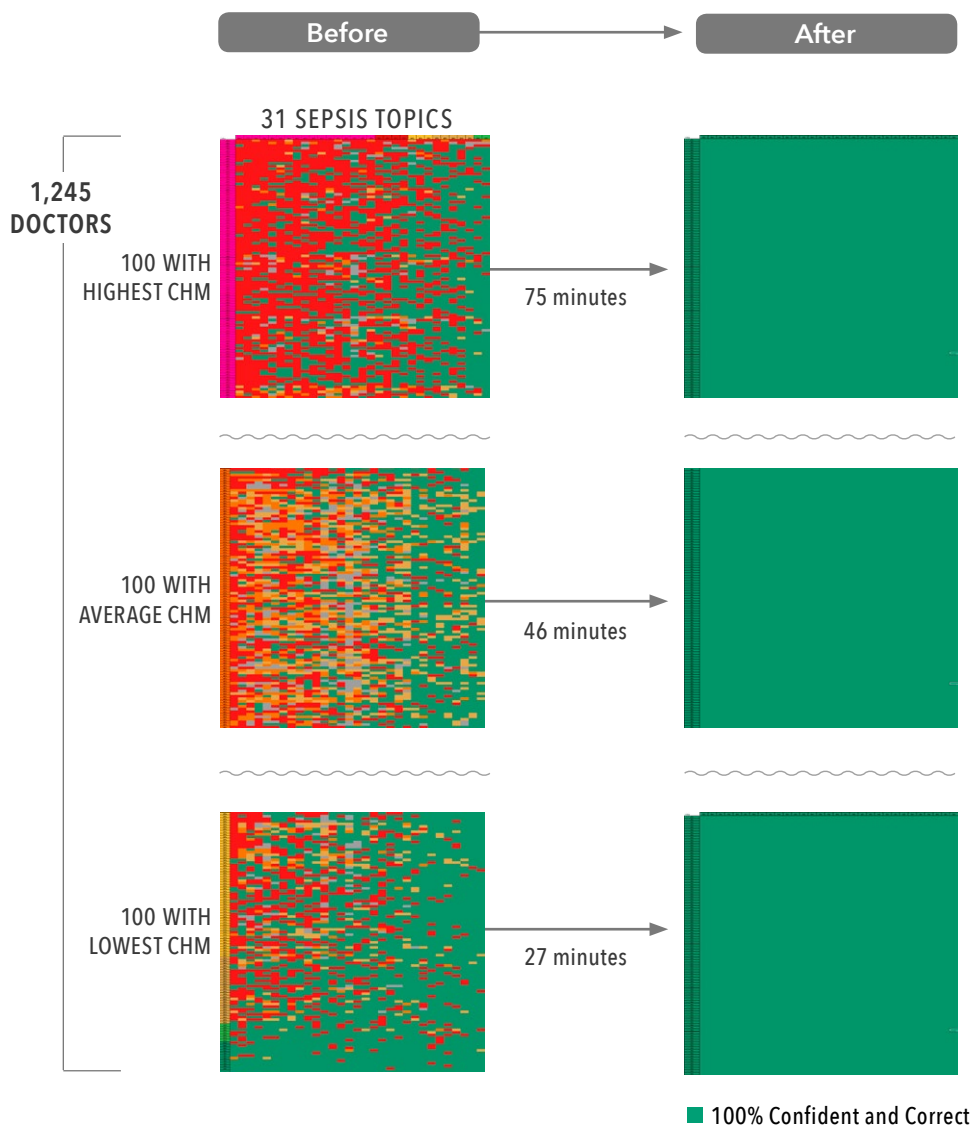 Before
After
31 SEPSIS TOPICS
1,245
DOCTORS
100 WITH
HIGHEST CHM
75 minutes
100 WITH
AVERAGE CHM
46 minutes
100 WITH
LOWEST CHM
27 minutes
100% Confident and Correct